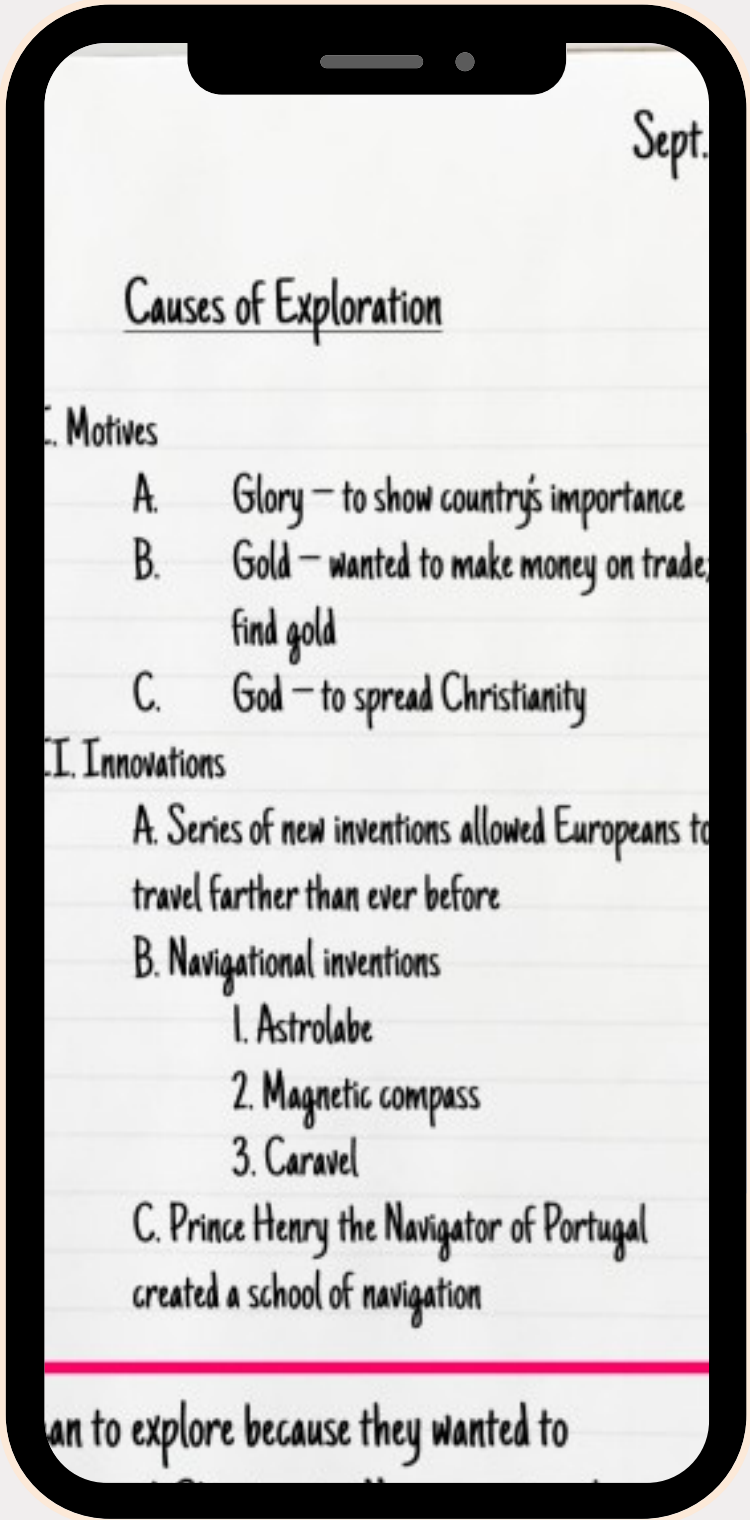 Sept.
Causes of Exploration
I. Motives
A. Glory – to show country's importance
B. Gold – wanted to make money on trade;
find gold
C. God – to spread Christianity
II. Innovations
A. Series of new inventions allowed Europeans to
travel farther than ever before
B. Navigational inventions
1. Astrolabe
2. Magnetic compass
3. Caravel
C. Prince Henry the Navigator of Portugal
created a school of navigation
to explore because they wanted to